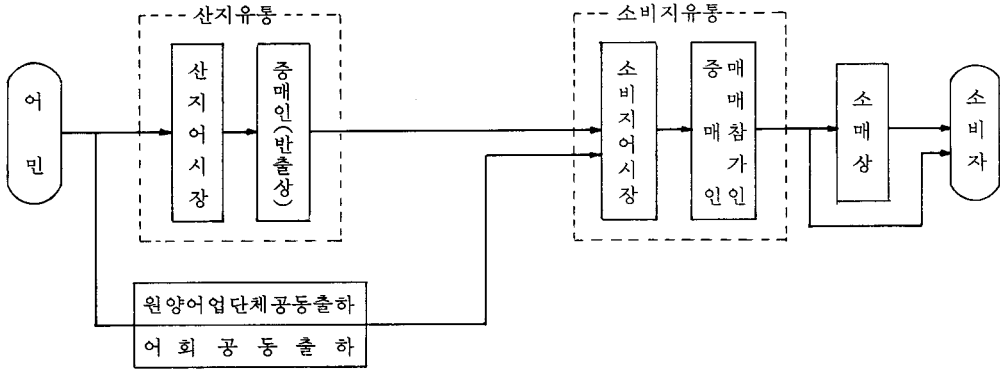 산지유통
소비지유통
어민
산지어시장
중매인(반출상)
소비지어시장
중매인
매매참가인
소매상
소비자
원양어업단체공동출하
어회공동출하